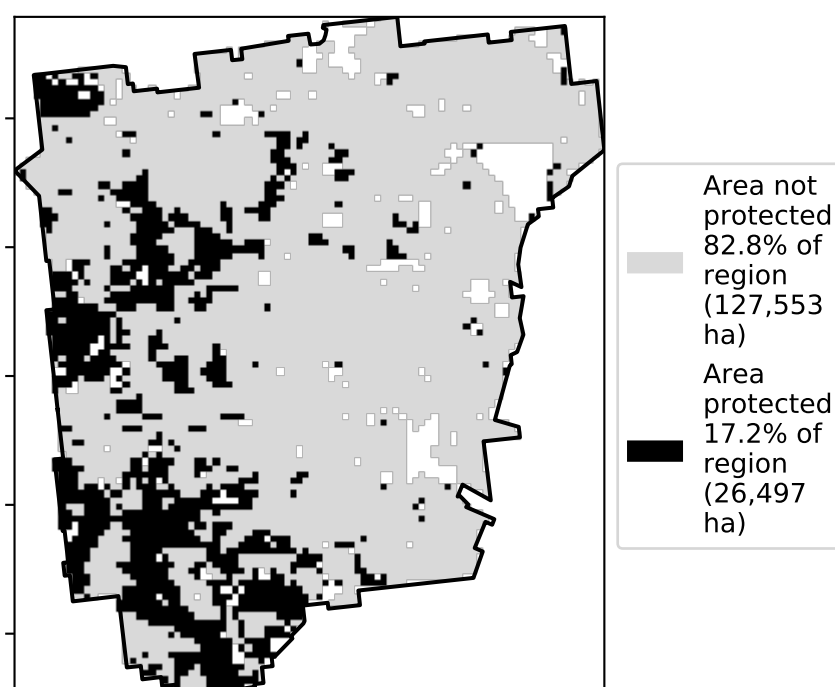 Area not
protected
82.8% of
region
(127,553
ha)
Area
protected
17.2% of
region
(26,497
ha)